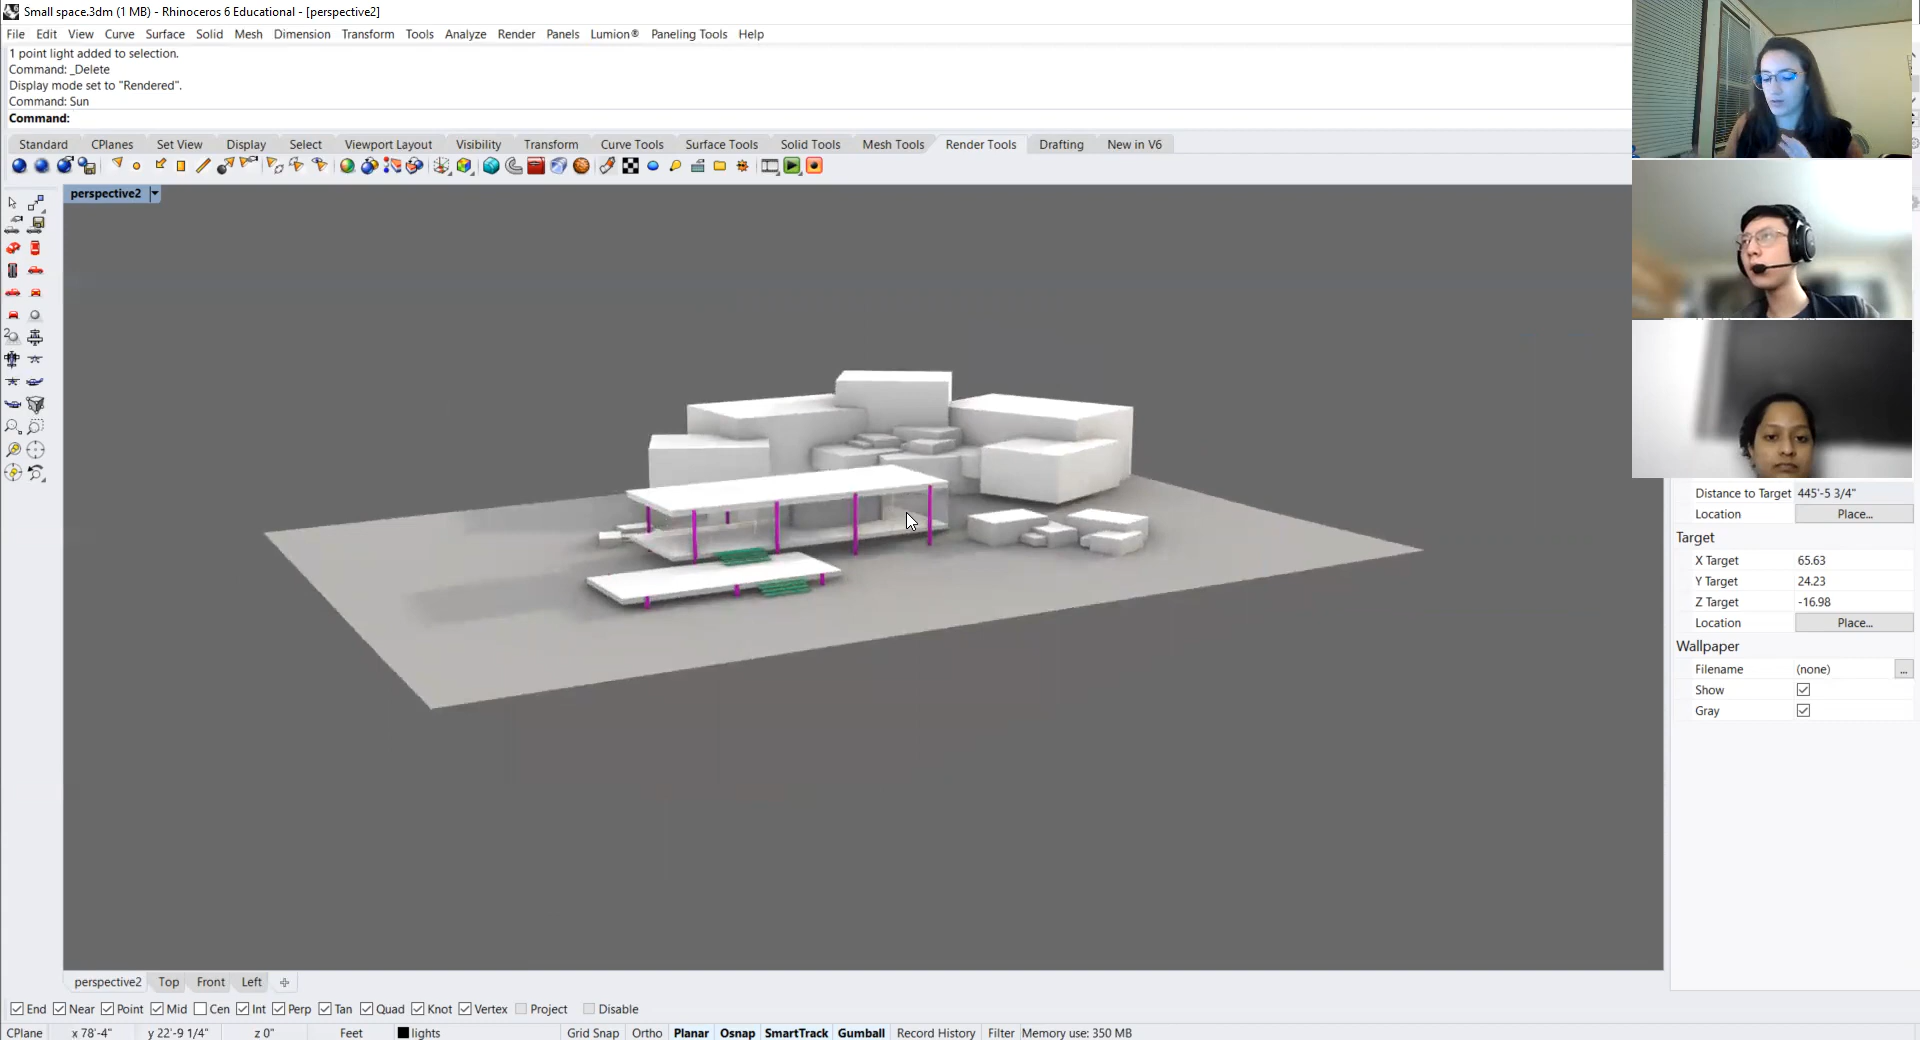 Small space.3dm (1 MB) - Rhinoceros 6 Educational - [perspective2]
File Edit View Curve Surface Solid Mesh Dimension Transform Tools Analyze Render Panels Lumion® Paneling Tools Help
1 point light added to selection.
Command: _Delete
Display mode set to "Rendered".
Command: Sun
Command:
Standard CPlanes Set View Display Select Viewport Layout Visibility Transform Curve Tools Surface Tools Solid Tools Mesh Tools Render Tools Drafting New in V6
perspective2
Distance to Target 445'-5 3/4"
Location Place...
Target
X Target 65.63
Y Target 24.23
Z Target -16.98
Location Place...
Wallpaper
Filename (none) ...
Show
Gray
perspective2 Top Front Left
End Near Point Mid Cen Int Perp Tan Quad Knot Vertex Project Disable
CPlane x 78'-4" y 22'-9 1/4" z 0" Feet lights Grid Snap Ortho Planar Osnap SmartTrack Gumball Record History Filter Memory use: 350 MB